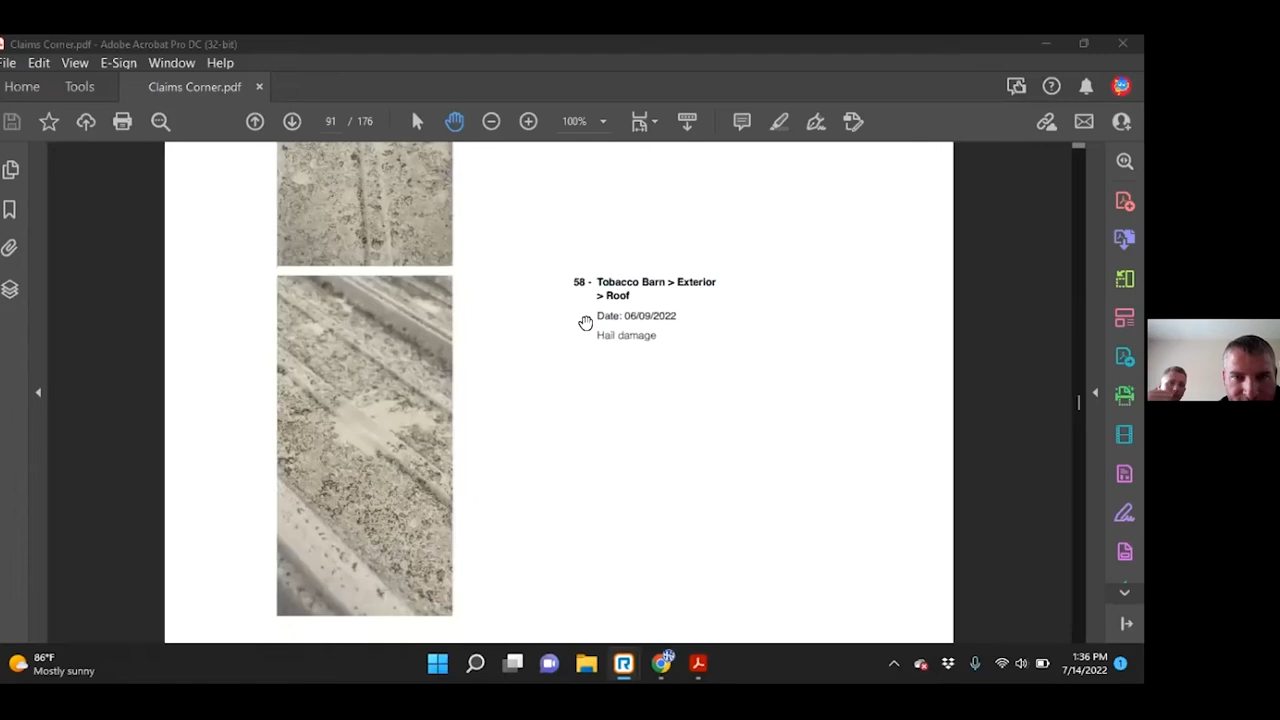 Claims Corner.pdf - Adobe Acrobat Pro DC (32-bit)
File Edit View E-Sign Window Help
Home Tools Claims Corner.pdf
91 / 176 100%
58 - Tobacco Barn > Exterior
> Roof
Date: 06/09/2022
Hail damage
86°F
Mostly sunny
1:36 PM
7/14/2022 1